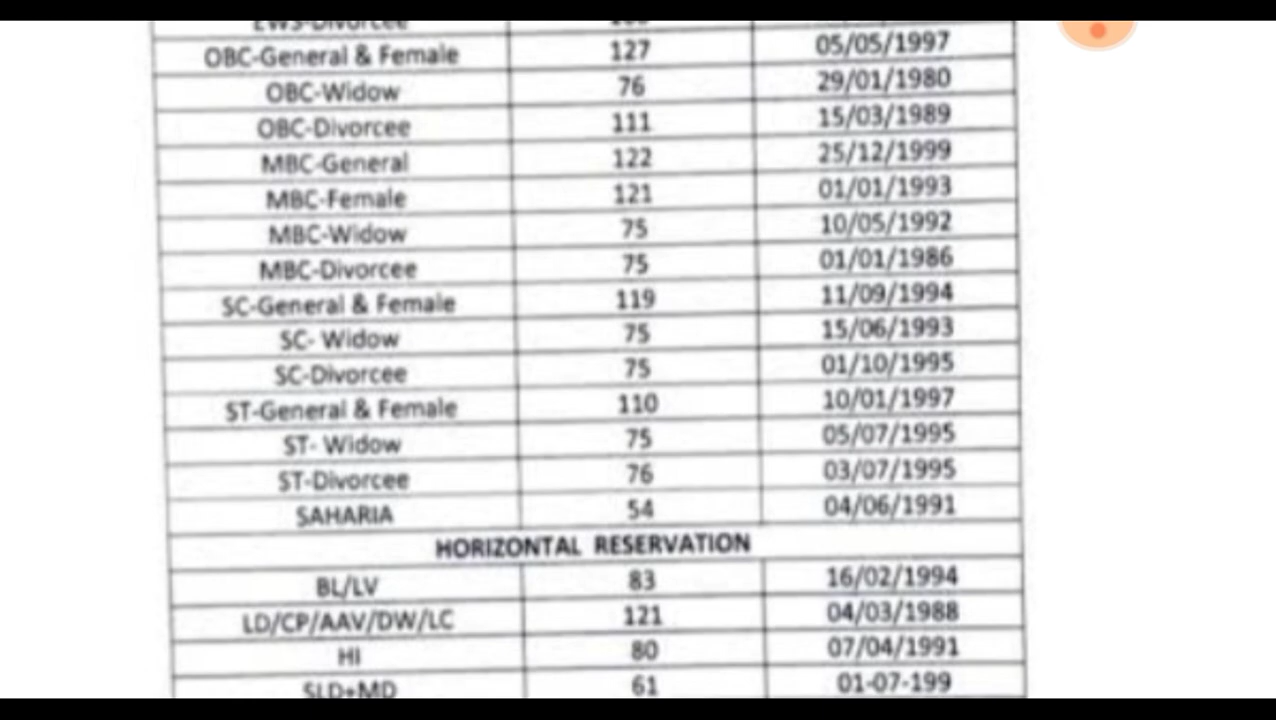 EWS-Divorcee
OBC-General & Female 127 05/05/1997
OBC-Widow 76 29/01/1980
OBC-Divorcee 111 15/03/1989
MBC-General 122 25/12/1999
MBC-Female 121 01/01/1993
MBC-Widow 75 10/05/1992
MBC-Divorcee 75 01/01/1986
SC-General & Female 119 11/09/1994
SC- Widow 75 15/06/1993
SC-Divorcee 75 01/10/1995
ST-General & Female 110 10/01/1997
ST- Widow 75 05/07/1995
ST-Divorcee 76 03/07/1995
SAHARIA 54 04/06/1991
HORIZONTAL RESERVATION
BL/LV 83 16/02/1994
LD/CP/AAV/DW/LC 121 04/03/1988
HI 80 07/04/1991
SLD+MD 61 01-07-199